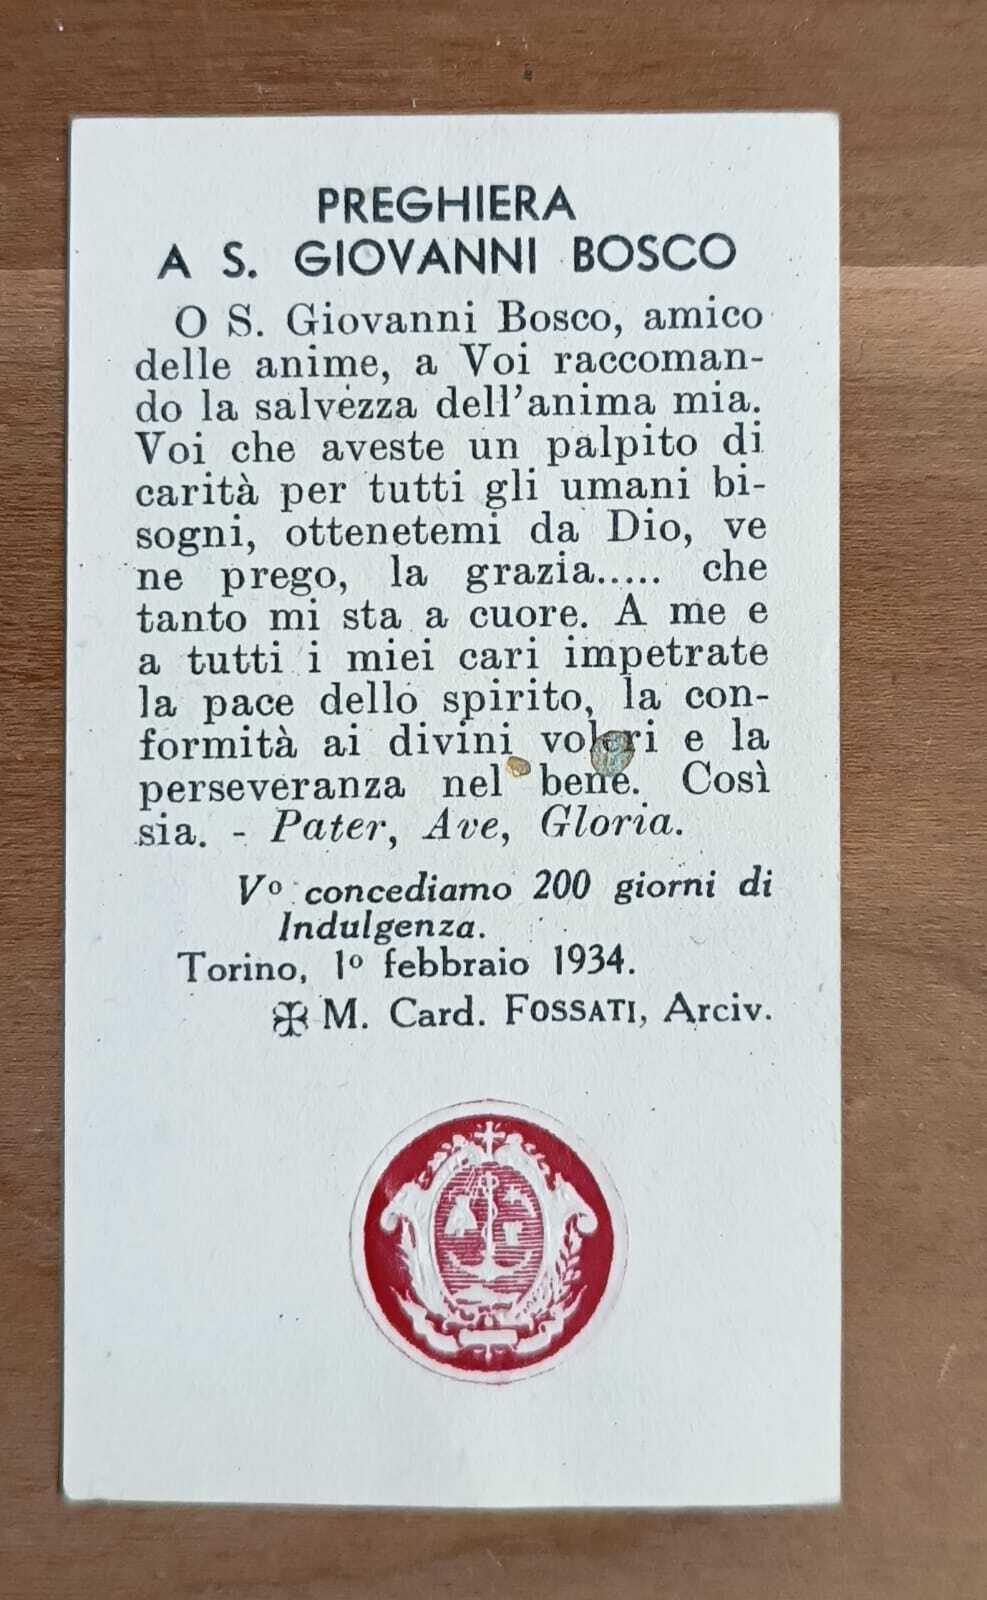 PREGHIERA
A S. GIOVANNI BOSCO
O S. Giovanni Bosco, amico
delle anime, a Voi raccoman-
do la salvezza dell'anima mia.
Voi che aveste un palpito di
carità per tutti gli umani bi-
sogni, ottenetemi da Dio, ve
ne prego, la grazia..... che
tanto mi sta a cuore. A me e
a tutti i miei cari impetrate
la pace dello spirito, la con-
formità ai divini voleri e la
perseveranza nel bene. Così
sia. - Pater, Ave, Gloria.
Vº concediamo 200 giorni di
Indulgenza.
Torino, 1º febbraio 1934.
✠ M. Card. FOSSATI, Arciv.